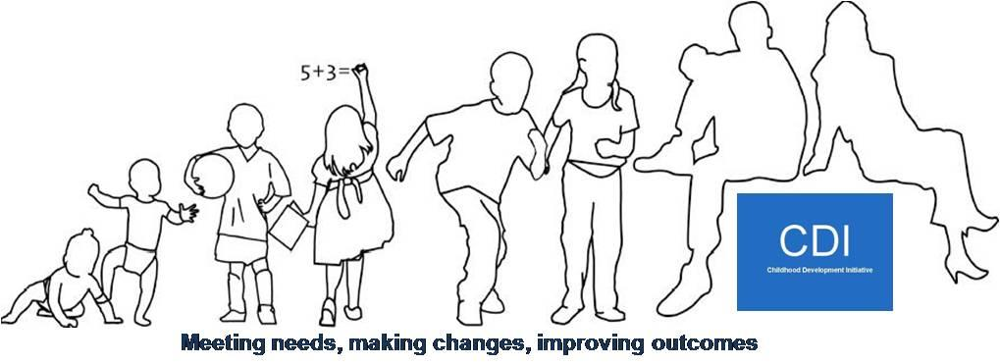 5+3=
CDI
Childhood Development Initiative
Meeting needs, making changes, improving outcomes